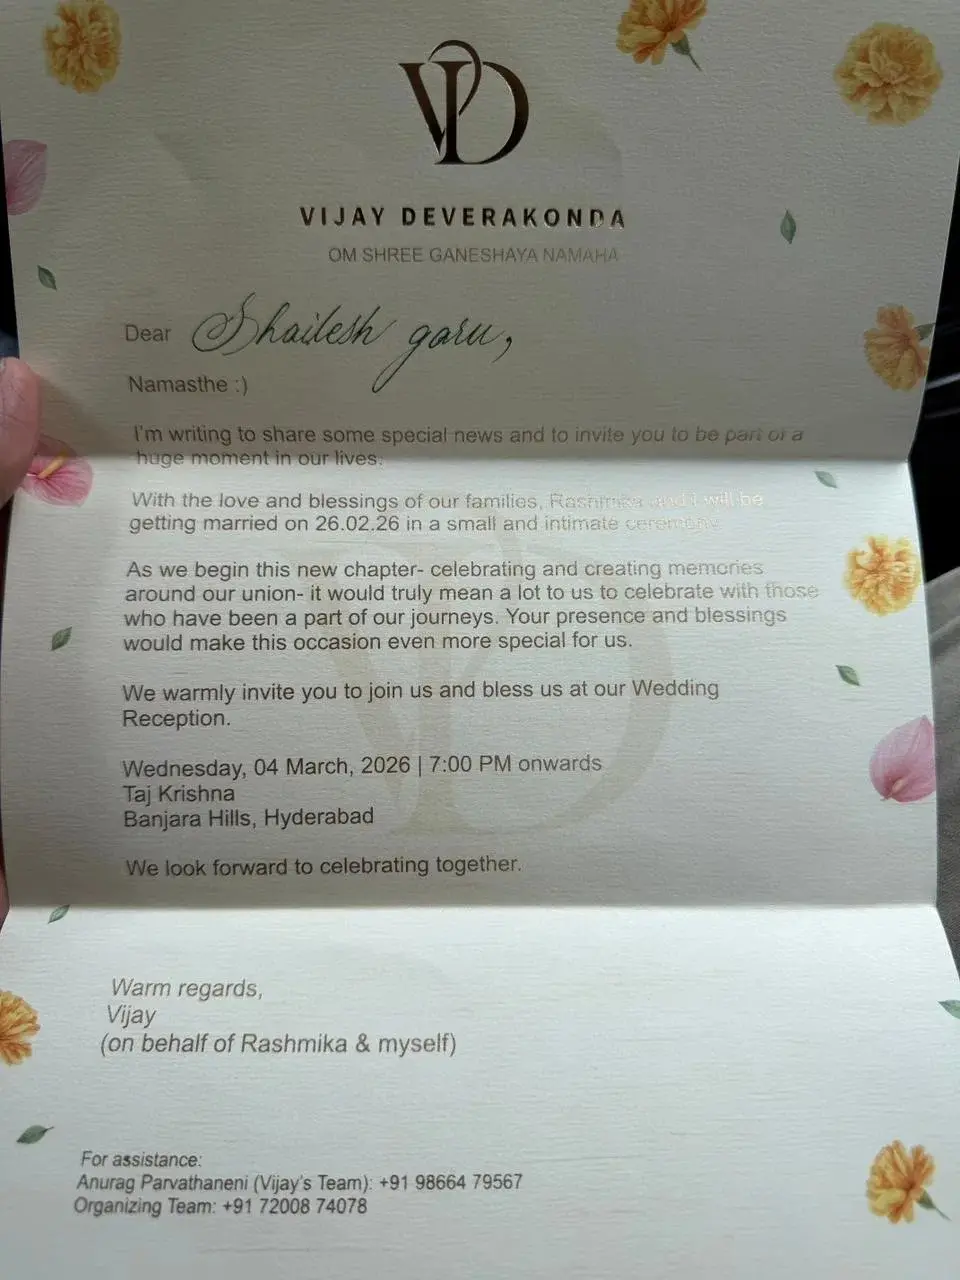 VD
VIJAY DEVERAKONDA
OM SHREE GANESHAYA NAMAHA
Dear Shailesh garu,
Namasthe :)
I'm writing to share some special news and to invite you to be part of a
huge moment in our lives:
With the love and blessings of our families, Rashmika and I will be
getting married on 26.02.26 in a small and intimate ceremony.
As we begin this new chapter- celebrating and creating memories
around our union- it would truly mean a lot to us to celebrate with those
who have been a part of our journeys. Your presence and blessings
would make this occasion even more special for us.
We warmly invite you to join us and bless us at our Wedding
Reception.
Wednesday, 04 March, 2026 | 7:00 PM onwards
Taj Krishna
Banjara Hills, Hyderabad
We look forward to celebrating together.
Warm regards,
Vijay
(on behalf of Rashmika & myself)
For assistance:
Anurag Parvathaneni (Vijay's Team): +91 98664 79567
Organizing Team: +91 72008 74078